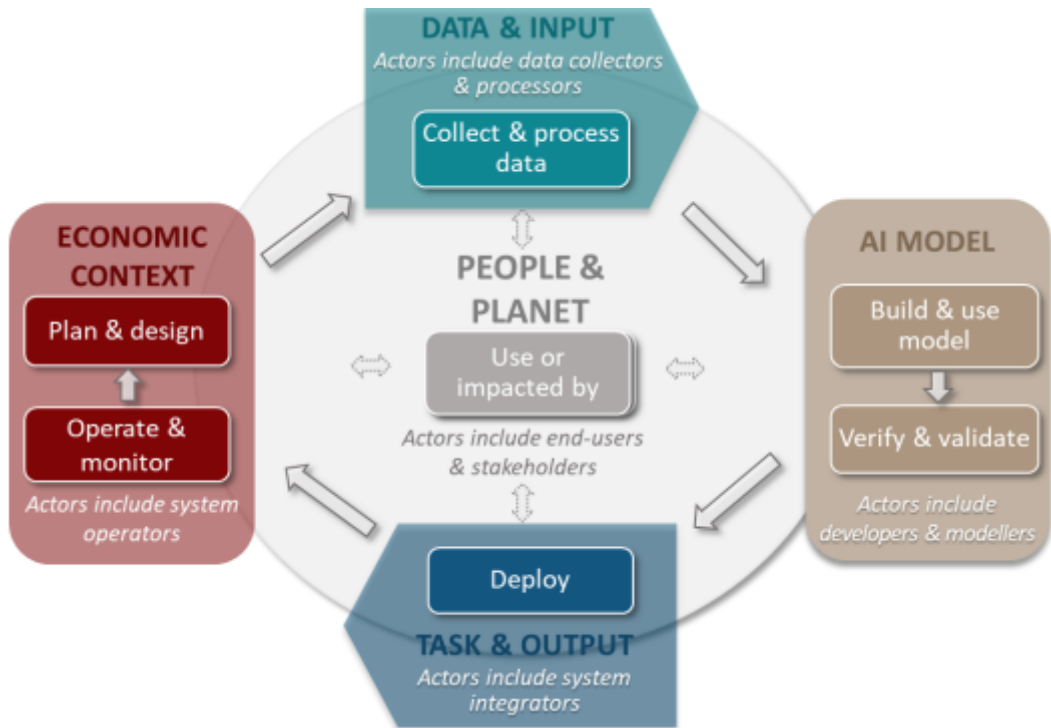 DATA & INPUT
Actors include data collectors
& processors
Collect & process
data
ECONOMIC
CONTEXT
Plan & design
Operate &
monitor
Actors include system
operators
PEOPLE &
PLANET
Use or
impacted by
Actors include end-users
& stakeholders
AI MODEL
Build & use
model
Verify & validate
Actors include
developers & modellers
Deploy
TASK & OUTPUT
Actors include system
integrators